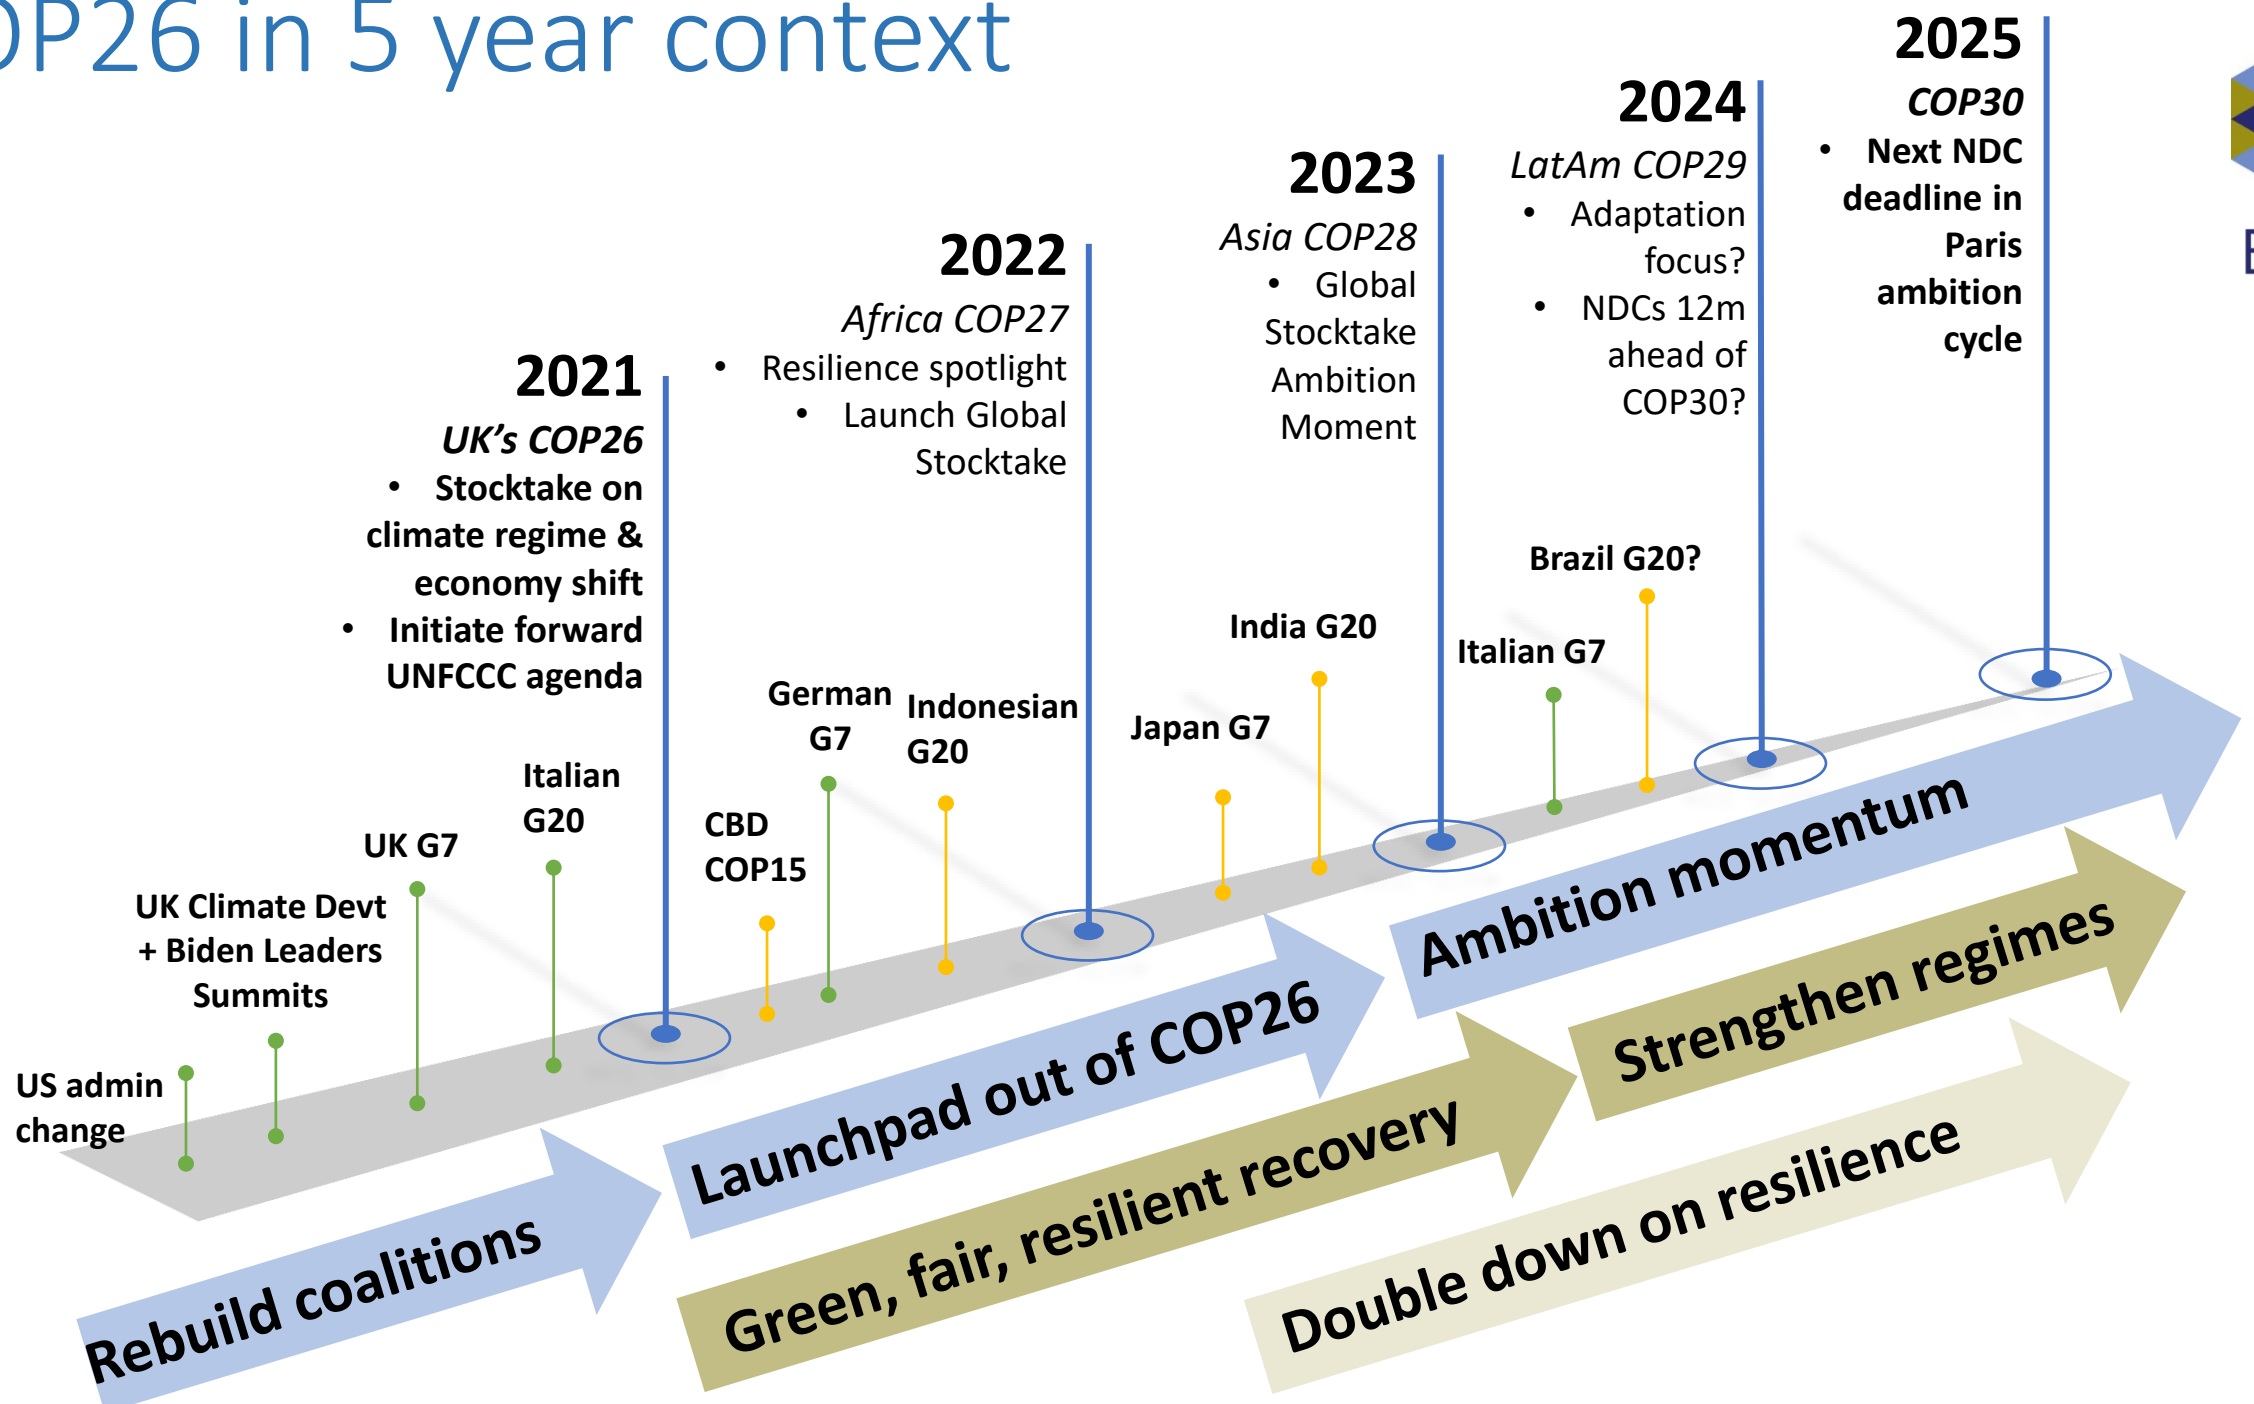 OP26 in 5 year context
2025
COP30
• Next NDC
deadline in
Paris
ambition
cycle
2024
LatAm COP29
• Adaptation
focus?
• NDCs 12m
ahead of
COP30?
2023
Asia COP28
• Global
Stocktake
Ambition
Moment
2022
Africa COP27
• Resilience spotlight
• Launch Global
Stocktake
2021
UK’s COP26
• Stocktake on
climate regime &
economy shift
• Initiate forward
UNFCCC agenda
US admin
change
UK Climate Devt
+ Biden Leaders
Summits
UK G7
Italian
G20
CBD
COP15
German
G7
Indonesian
G20
Japan G7
India G20
Italian G7
Brazil G20?
Rebuild coalitions
Launchpad out of COP26
Ambition momentum
Green, fair, resilient recovery
Strengthen regimes
Double down on resilience